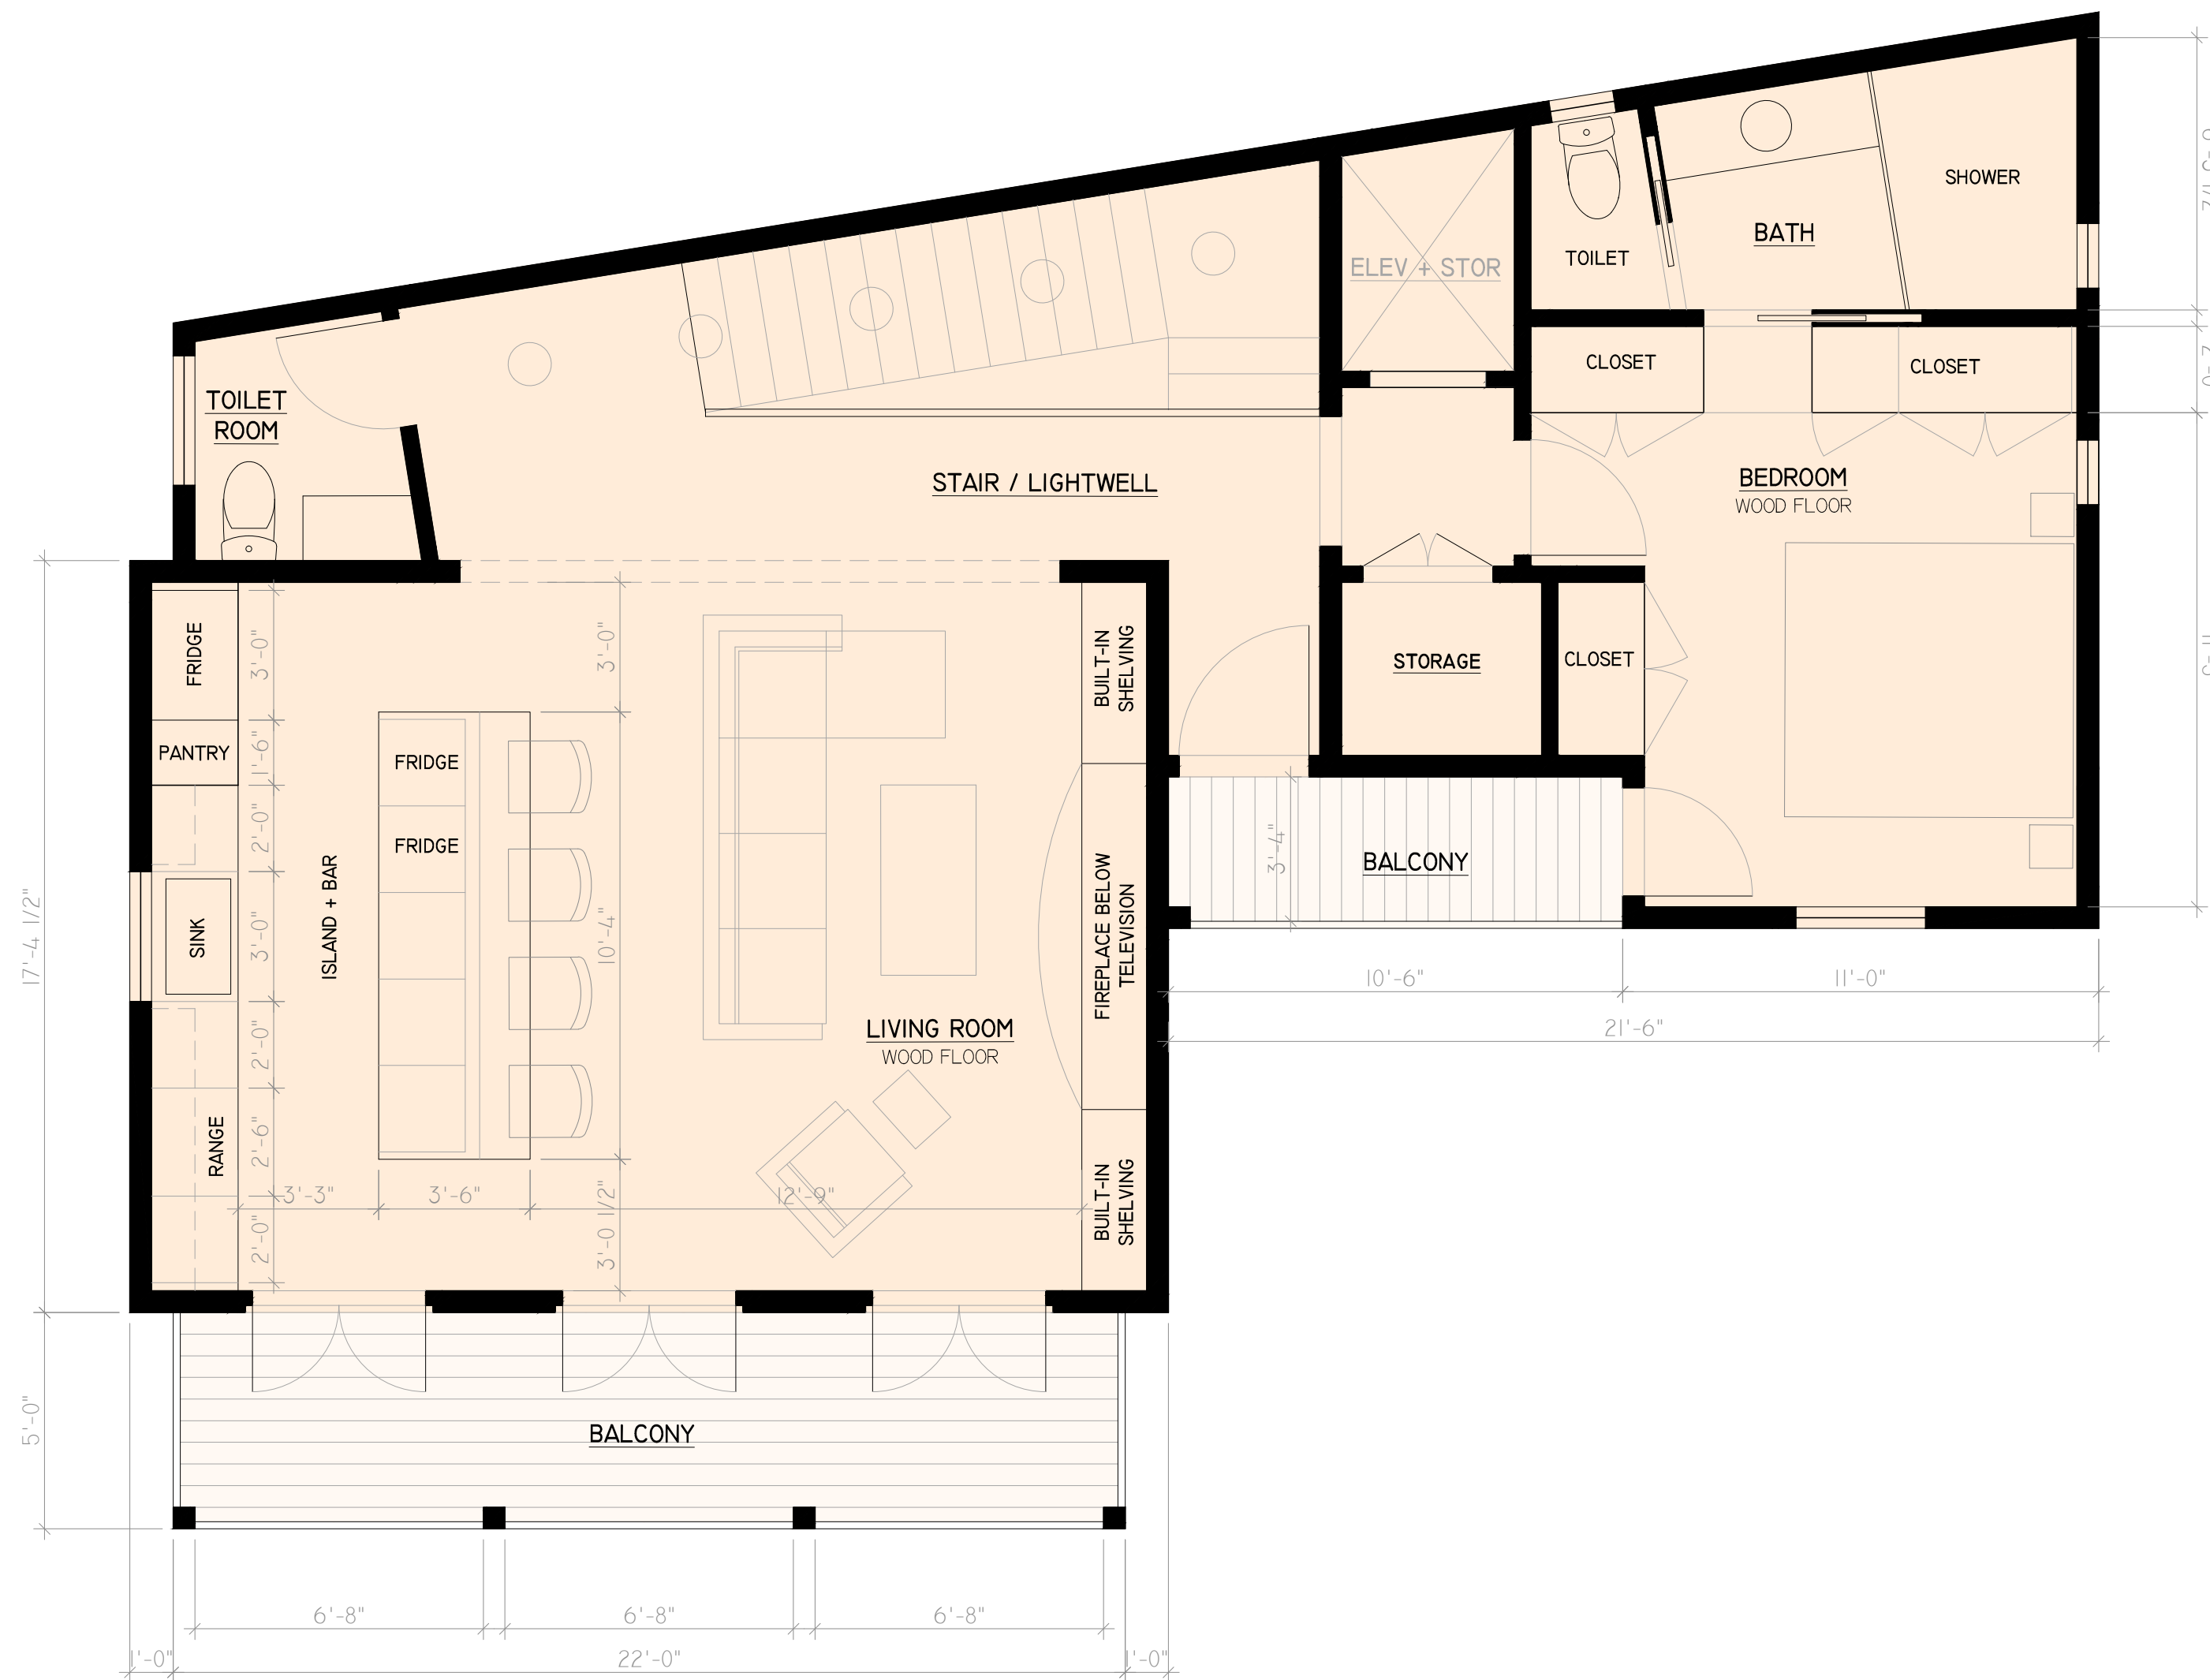 SHOWER
BATH
TOILET
ELEV + STOR
CLOSET
CLOSET
TOILET
ROOM
STAIR / LIGHTWELL
BEDROOM
WOOD FLOOR
FRIDGE
3'-0"
3'-0"
BUILT-IN
SHELVING
STORAGE
CLOSET
PANTRY
1'-6"
FRIDGE
FRIDGE
2'-0"
3'-4"
BALCONY
ISLAND + BAR
17'-4 1/2"
SINK
3'-0"
10'-4"
FIREPLACE BELOW
TELEVISION
10'-6"
11'-0"
LIVING ROOM
WOOD FLOOR
21'-6"
2'-0"
RANGE
2'-6"
3'-3"
3'-6"
12'-9"
2'-0"
3'-0 1/2"
BUILT-IN
SHELVING
5'-0"
BALCONY
6'-8"
6'-8"
6'-8"
1'-0"
22'-0"
1'-0"